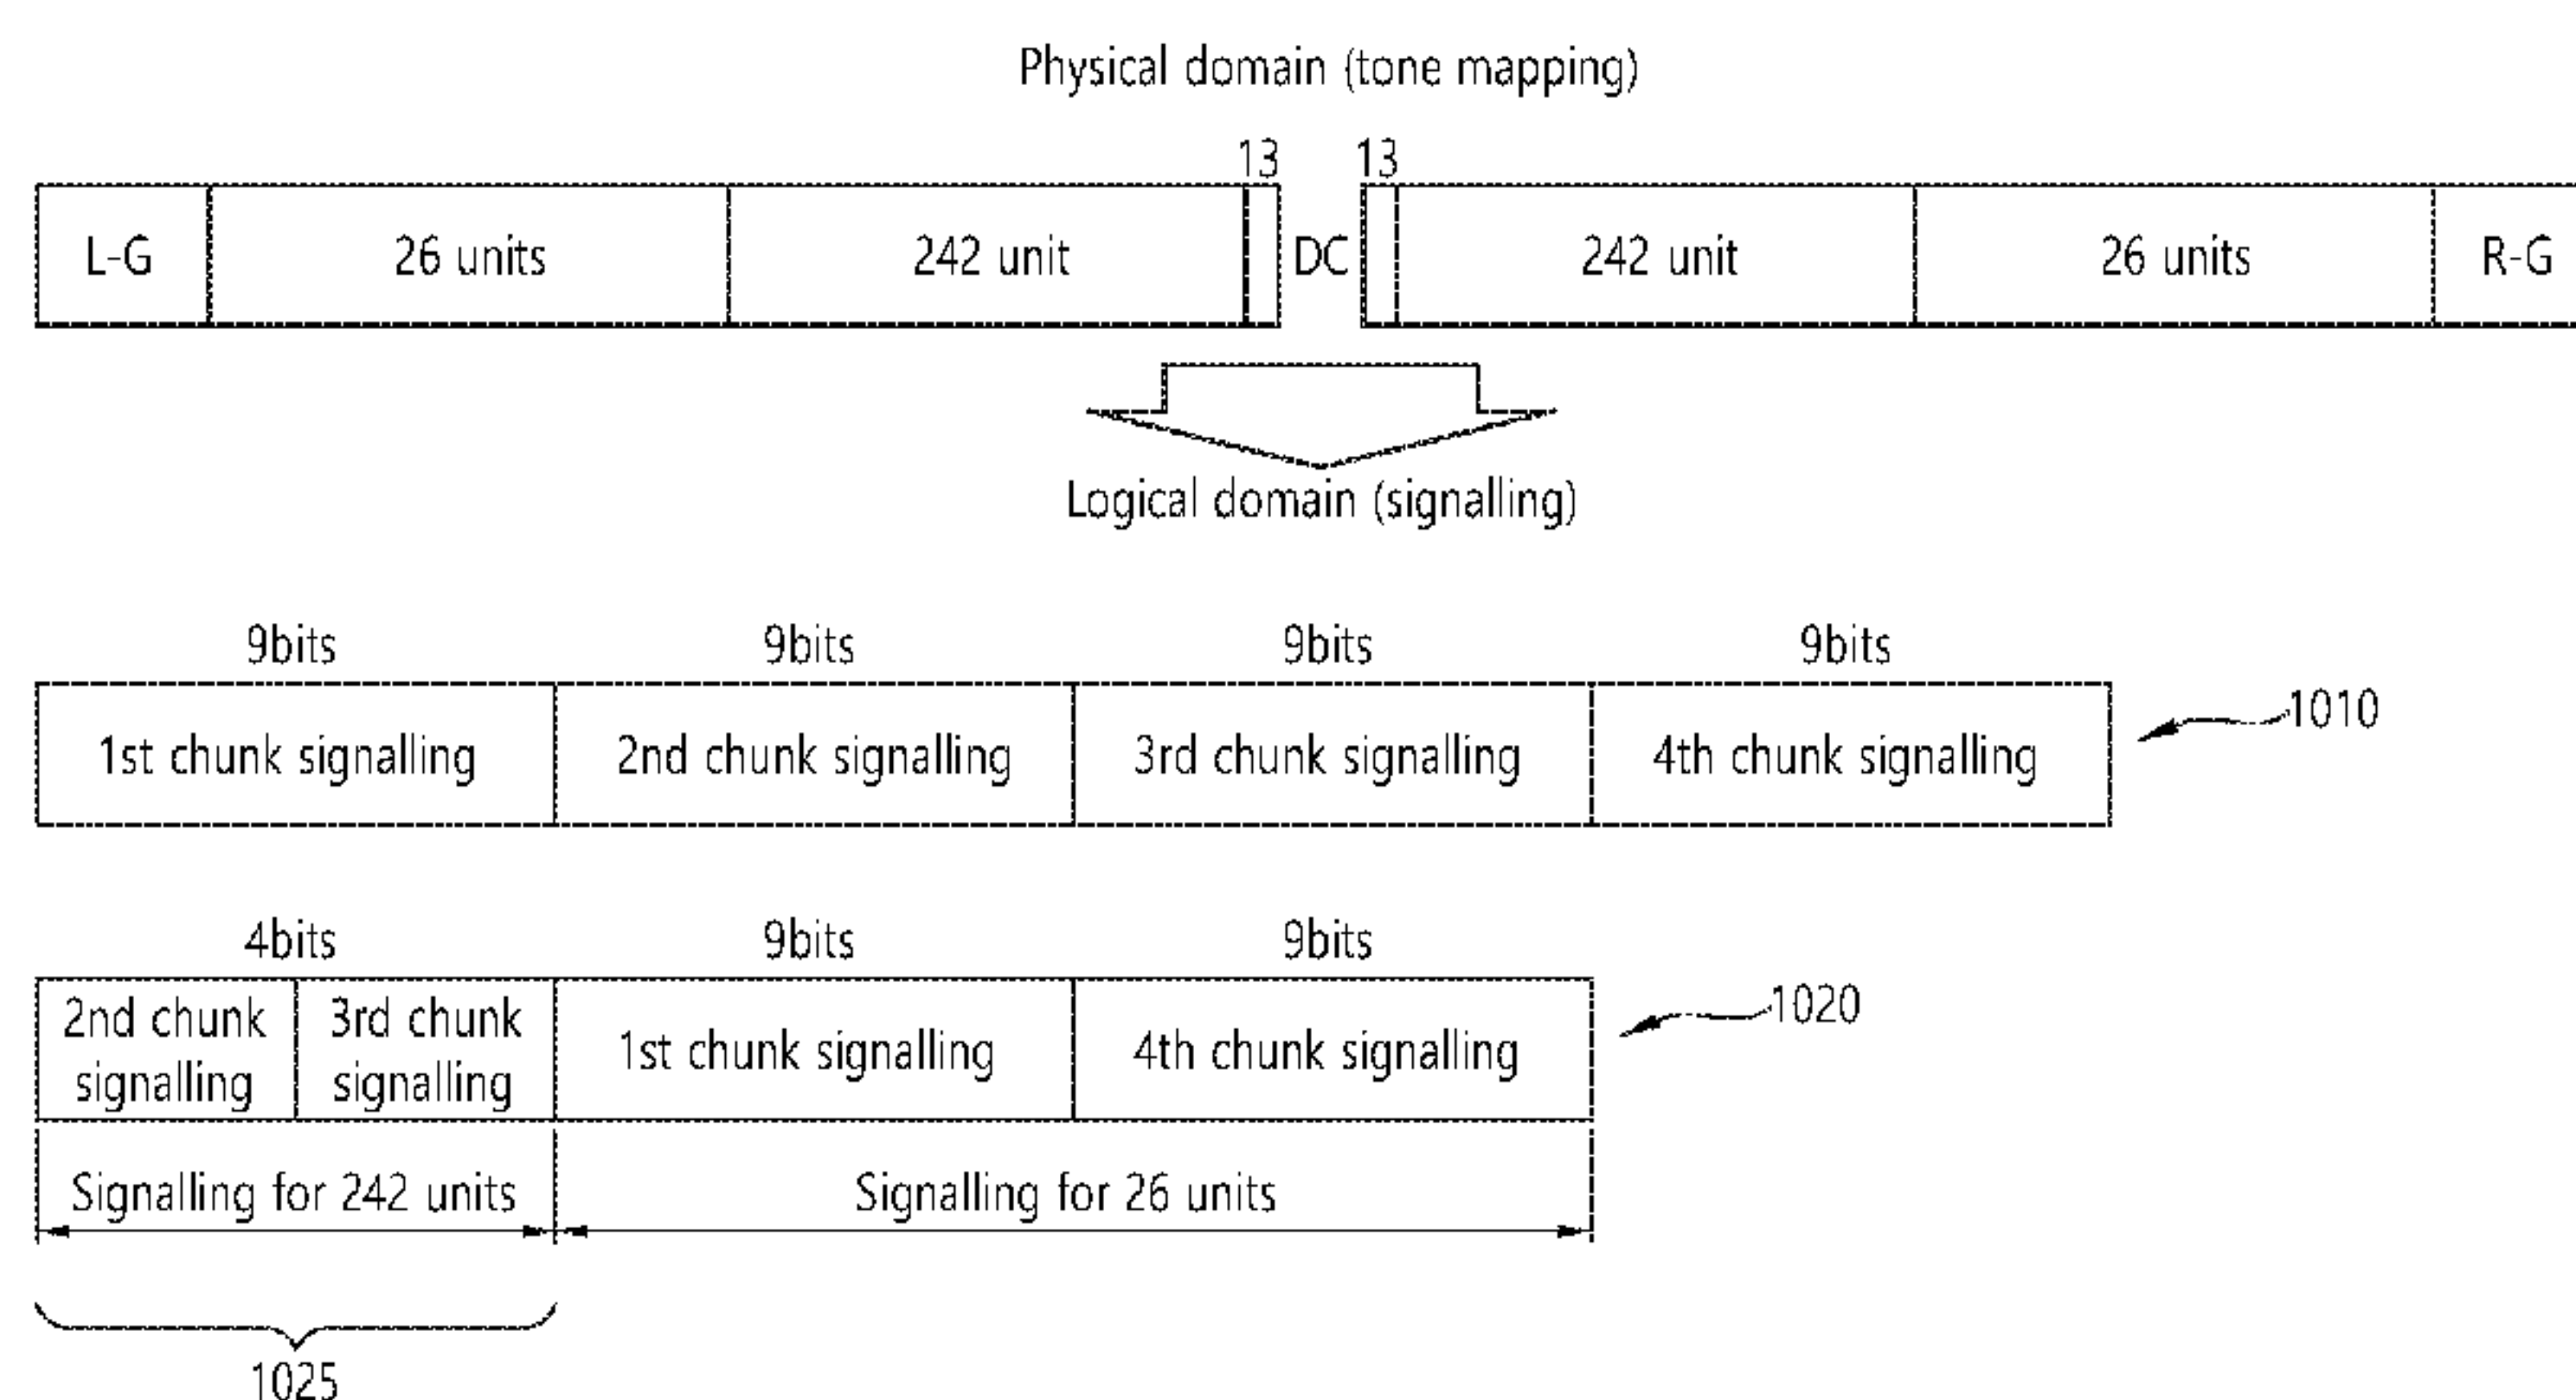 Physical domain (tone mapping)
13 13
L-G 26 units 242 unit DC 242 unit 26 units R-G
Logical domain (signalling)
9bits 9bits 9bits 9bits
1st chunk signalling 2nd chunk signalling 3rd chunk signalling 4th chunk signalling 1010
4bits 9bits 9bits
2nd chunk signalling 3rd chunk signalling 1st chunk signalling 4th chunk signalling 1020
Signalling for 242 units Signalling for 26 units
1025